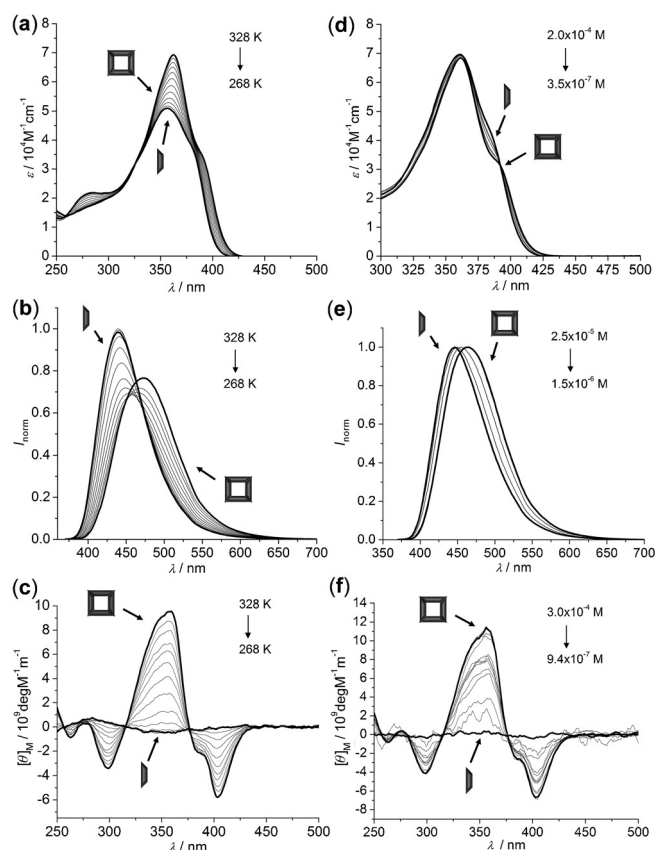 (a)
8
7
6
5
4
3
2
1
0
ε / 10⁴M⁻¹cm⁻¹
328 K
268 K
250 300 350 400 450 500
λ / nm
(d)
8
7
6
5
4
3
2
1
0
ε / 10⁴M⁻¹cm⁻¹
2.0x10⁻⁴ M
3.5x10⁻⁷ M
300 325 350 375 400 425 450 475 500
λ / nm
(b)
1.0
0.8
0.6
0.4
0.2
0.0
Inorm
328 K
268 K
400 450 500 550 600 650 700
λ / nm
(e)
1.0
0.8
0.6
0.4
0.2
0.0
Inorm
2.5x10⁻⁵ M
1.5x10⁻⁶ M
350 400 450 500 550 600 650 700
λ / nm
(c)
10
8
6
4
2
0
-2
-4
-6
[θ]M / 10⁹degM⁻¹m⁻¹
328 K
268 K
250 300 350 400 450 500
λ / nm
(f)
14
12
10
8
6
4
2
0
-2
-4
-6
-8
[θ]M / 10⁹degM⁻¹m⁻¹
3.0x10⁻⁴ M
9.4x10⁻⁷ M
250 300 350 400 450 500
λ / nm